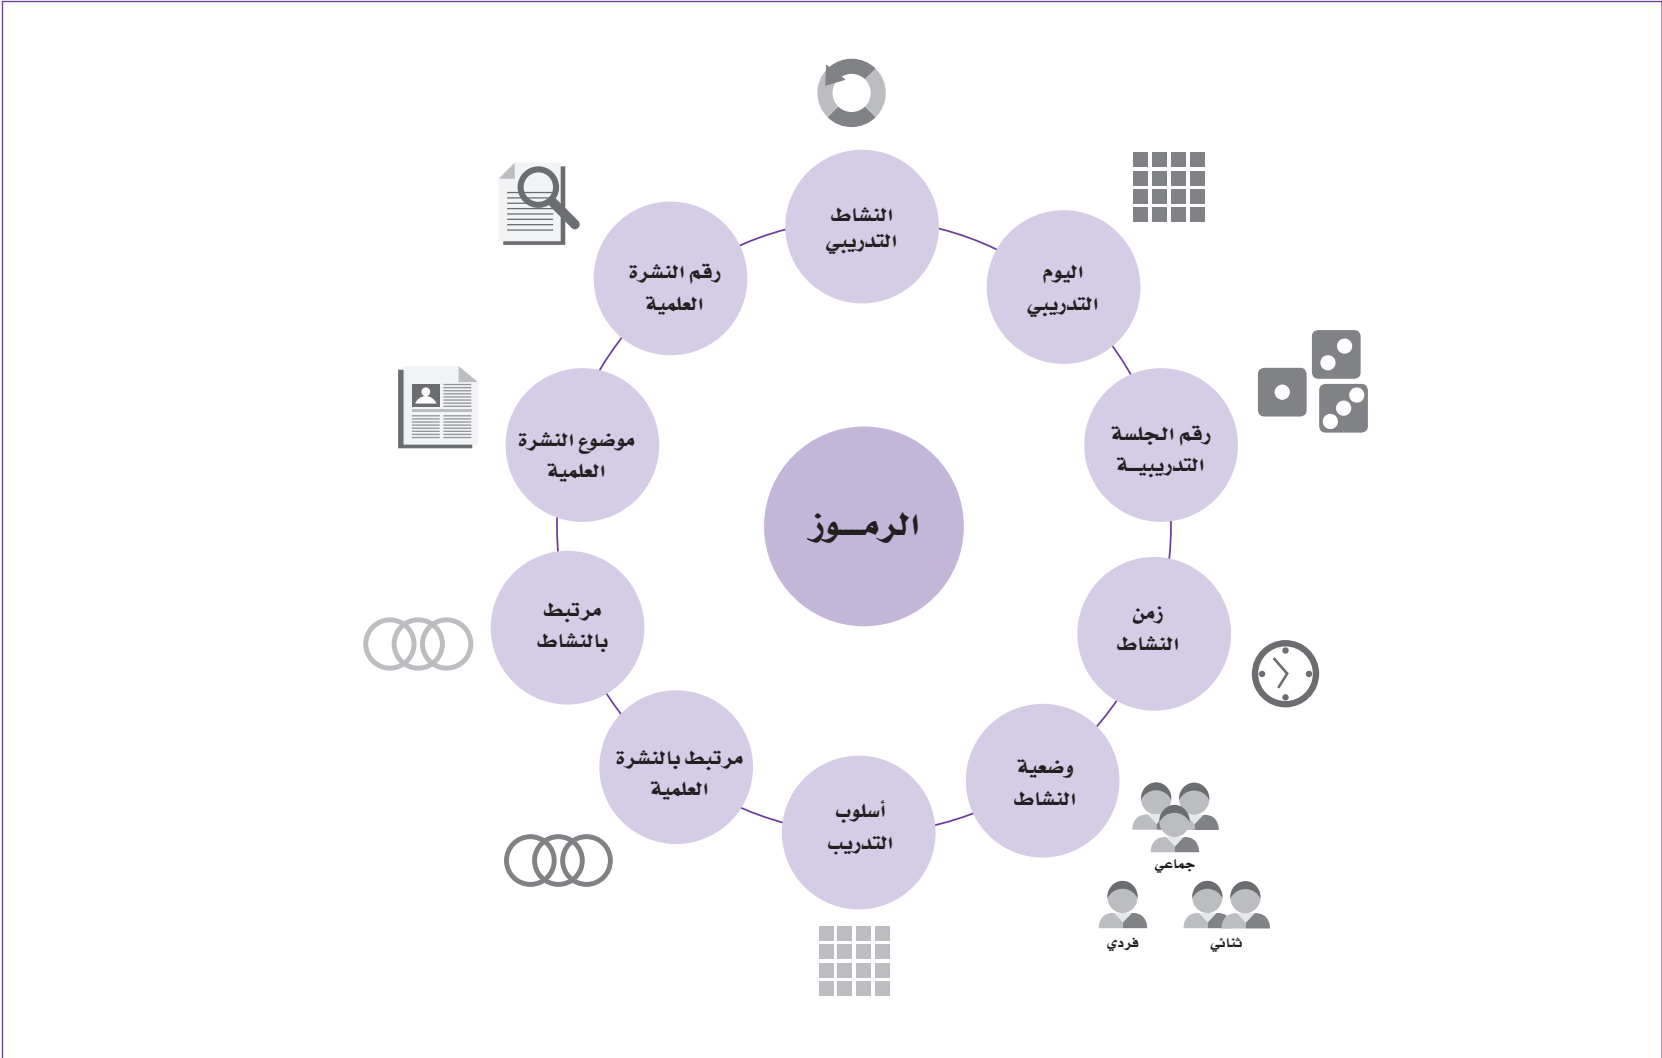 الرمـــوز
النشاط
التدريبي
اليوم
التدريبي
رقم الجلسة
التدريبيــة
زمن
النشاط
وضعية
النشاط
جماعي
ثنائي
فردي
أسلوب
التدريب
مرتبط بالنشرة
العلمية
مرتبط
بالنشاط
موضوع النشرة
العلمية
رقم النشرة
العلمية